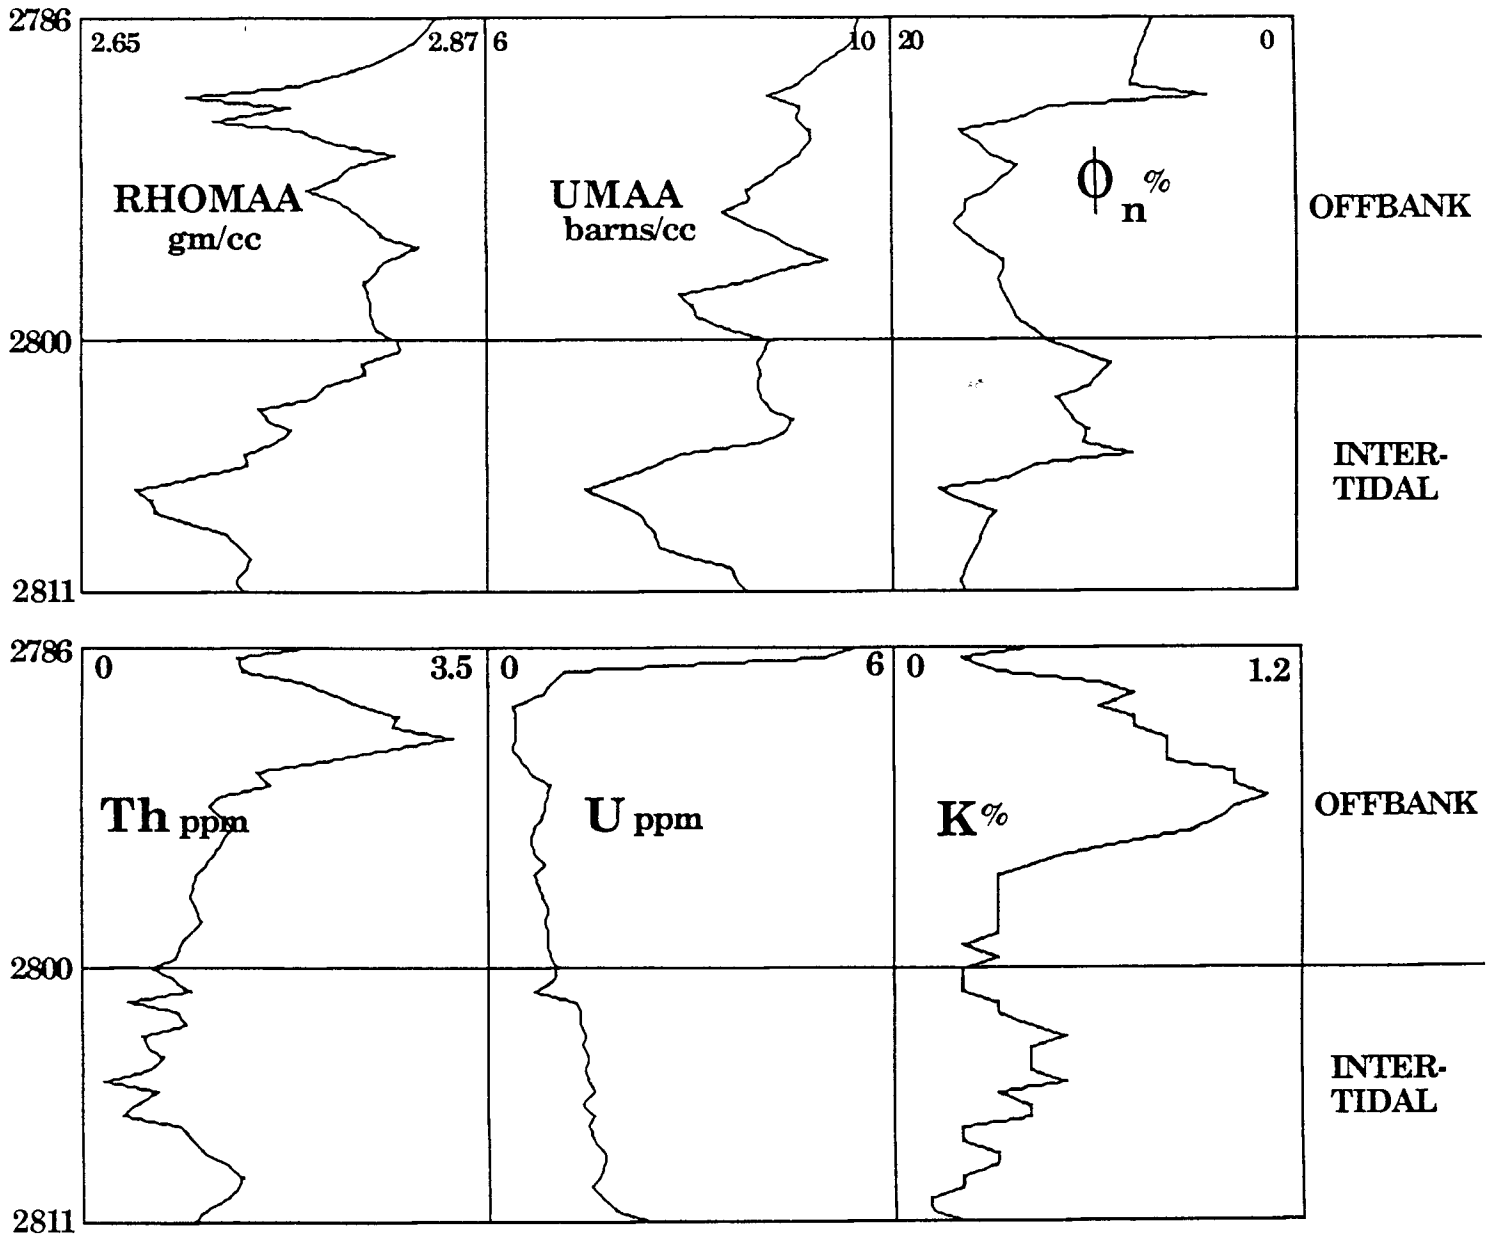 2786
2.65 2.87 6 10 20 0
RHOMAA
gm/cc
UMAA
barns/cc
ϕn%
OFFBANK
2800
INTER-
TIDAL
2811
2786
0 3.5 0 6 0 1.2
Th ppm
U ppm
K%
OFFBANK
2800
INTER-
TIDAL
2811